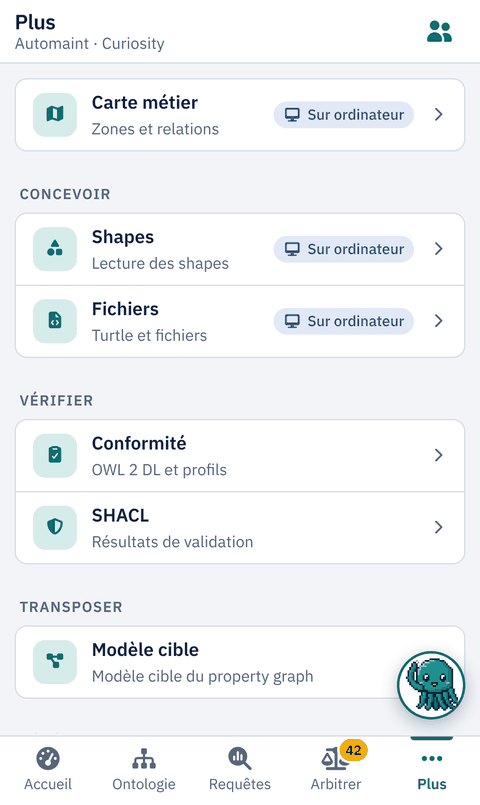 Plus
Automaint · Curiosity
Carte métier
Zones et relations
Sur ordinateur
CONCEVOIR
Shapes
Lecture des shapes
Sur ordinateur
Fichiers
Turtle et fichiers
Sur ordinateur
VÉRIFIER
Conformité
OWL 2 DL et profils
SHACL
Résultats de validation
TRANSPOSER
Modèle cible
Modèle cible du property graph
42
Accueil
Ontologie
Requêtes
Arbitrer
Plus